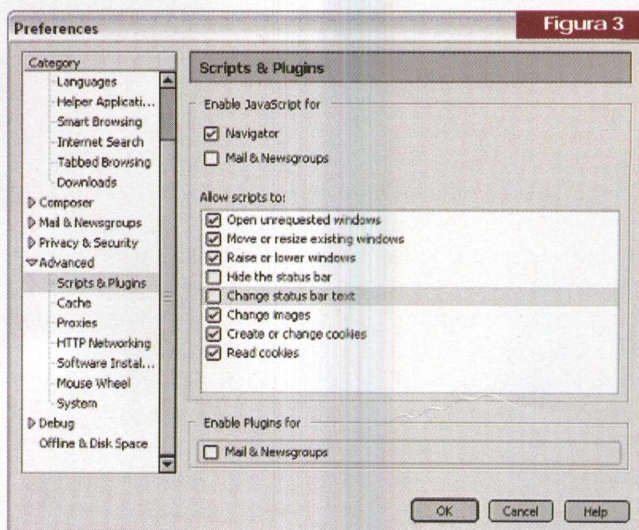 Figura 3
Preferences
Category
Languages
Helper Applicati...
Smart Browsing
Internet Search
Tabbed Browsing
Downloads
Composer
Mail & Newsgroups
Privacy & Security
Advanced
Scripts & Plugins
Cache
Proxies
HTTP Networking
Software Instal...
Mouse Wheel
System
Debug
Offline & Disk Space
Scripts & Plugins
Enable JavaScript for
Navigator
Mail & Newsgroups
Allow scripts to:
Open unrequested windows
Move or resize existing windows
Raise or lower windows
Hide the status bar
Change status bar text
Change images
Create or change cookies
Read cookies
Enable Plugins for
Mail & Newsgroups
OK
Cancel
Help